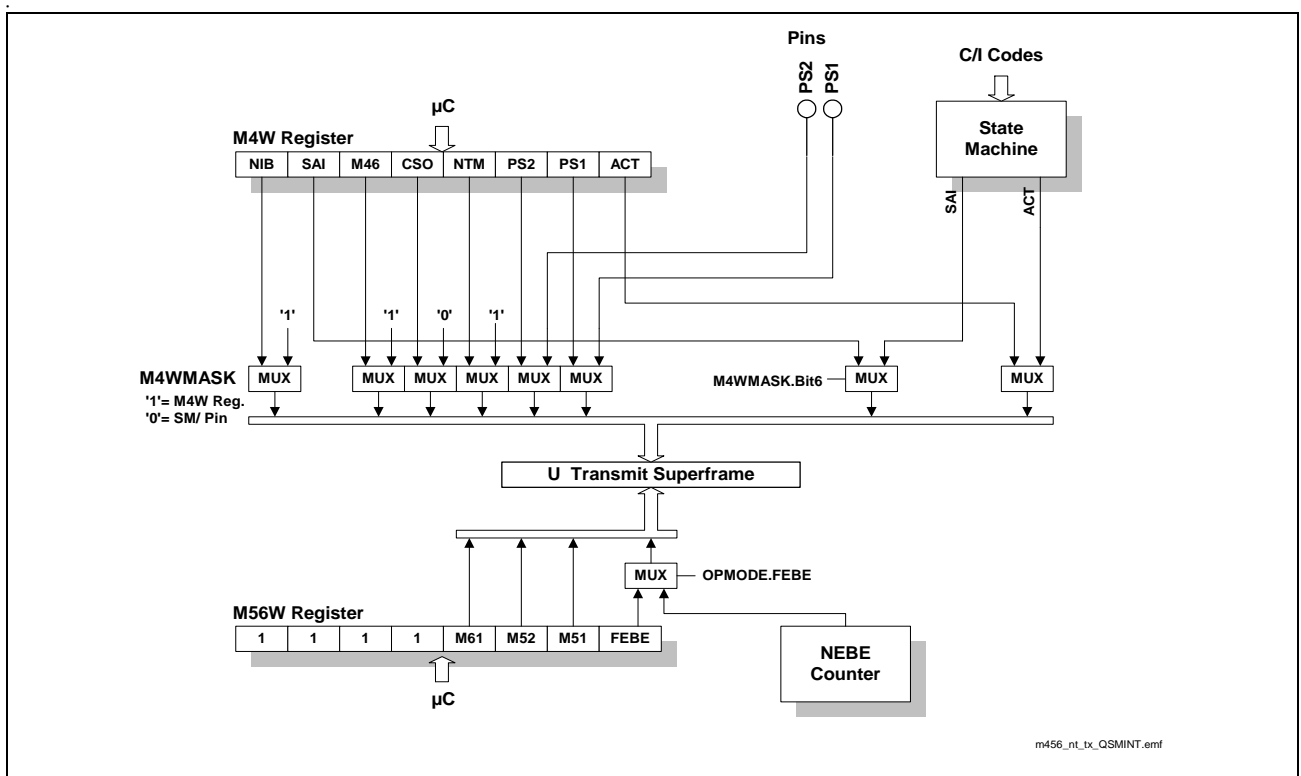 .
Pins
PS2
PS1
C/I Codes
µC
State
Machine
M4W Register
NIB SAI M46 CSO NTM PS2 PS1 ACT
SAI
ACT
'1' '1' '0' '1'
M4WMASK
MUX MUX MUX MUX MUX MUX
M4WMASK.Bit6
MUX MUX
'1'= M4W Reg.
'0'= SM/ Pin
U Transmit Superframe
MUX
OPMODE.FEBE
M56W Register
1 1 1 1 M61 M52 M51 FEBE
NEBE
Counter
µC
m456_nt_tx_QSMINT.emf